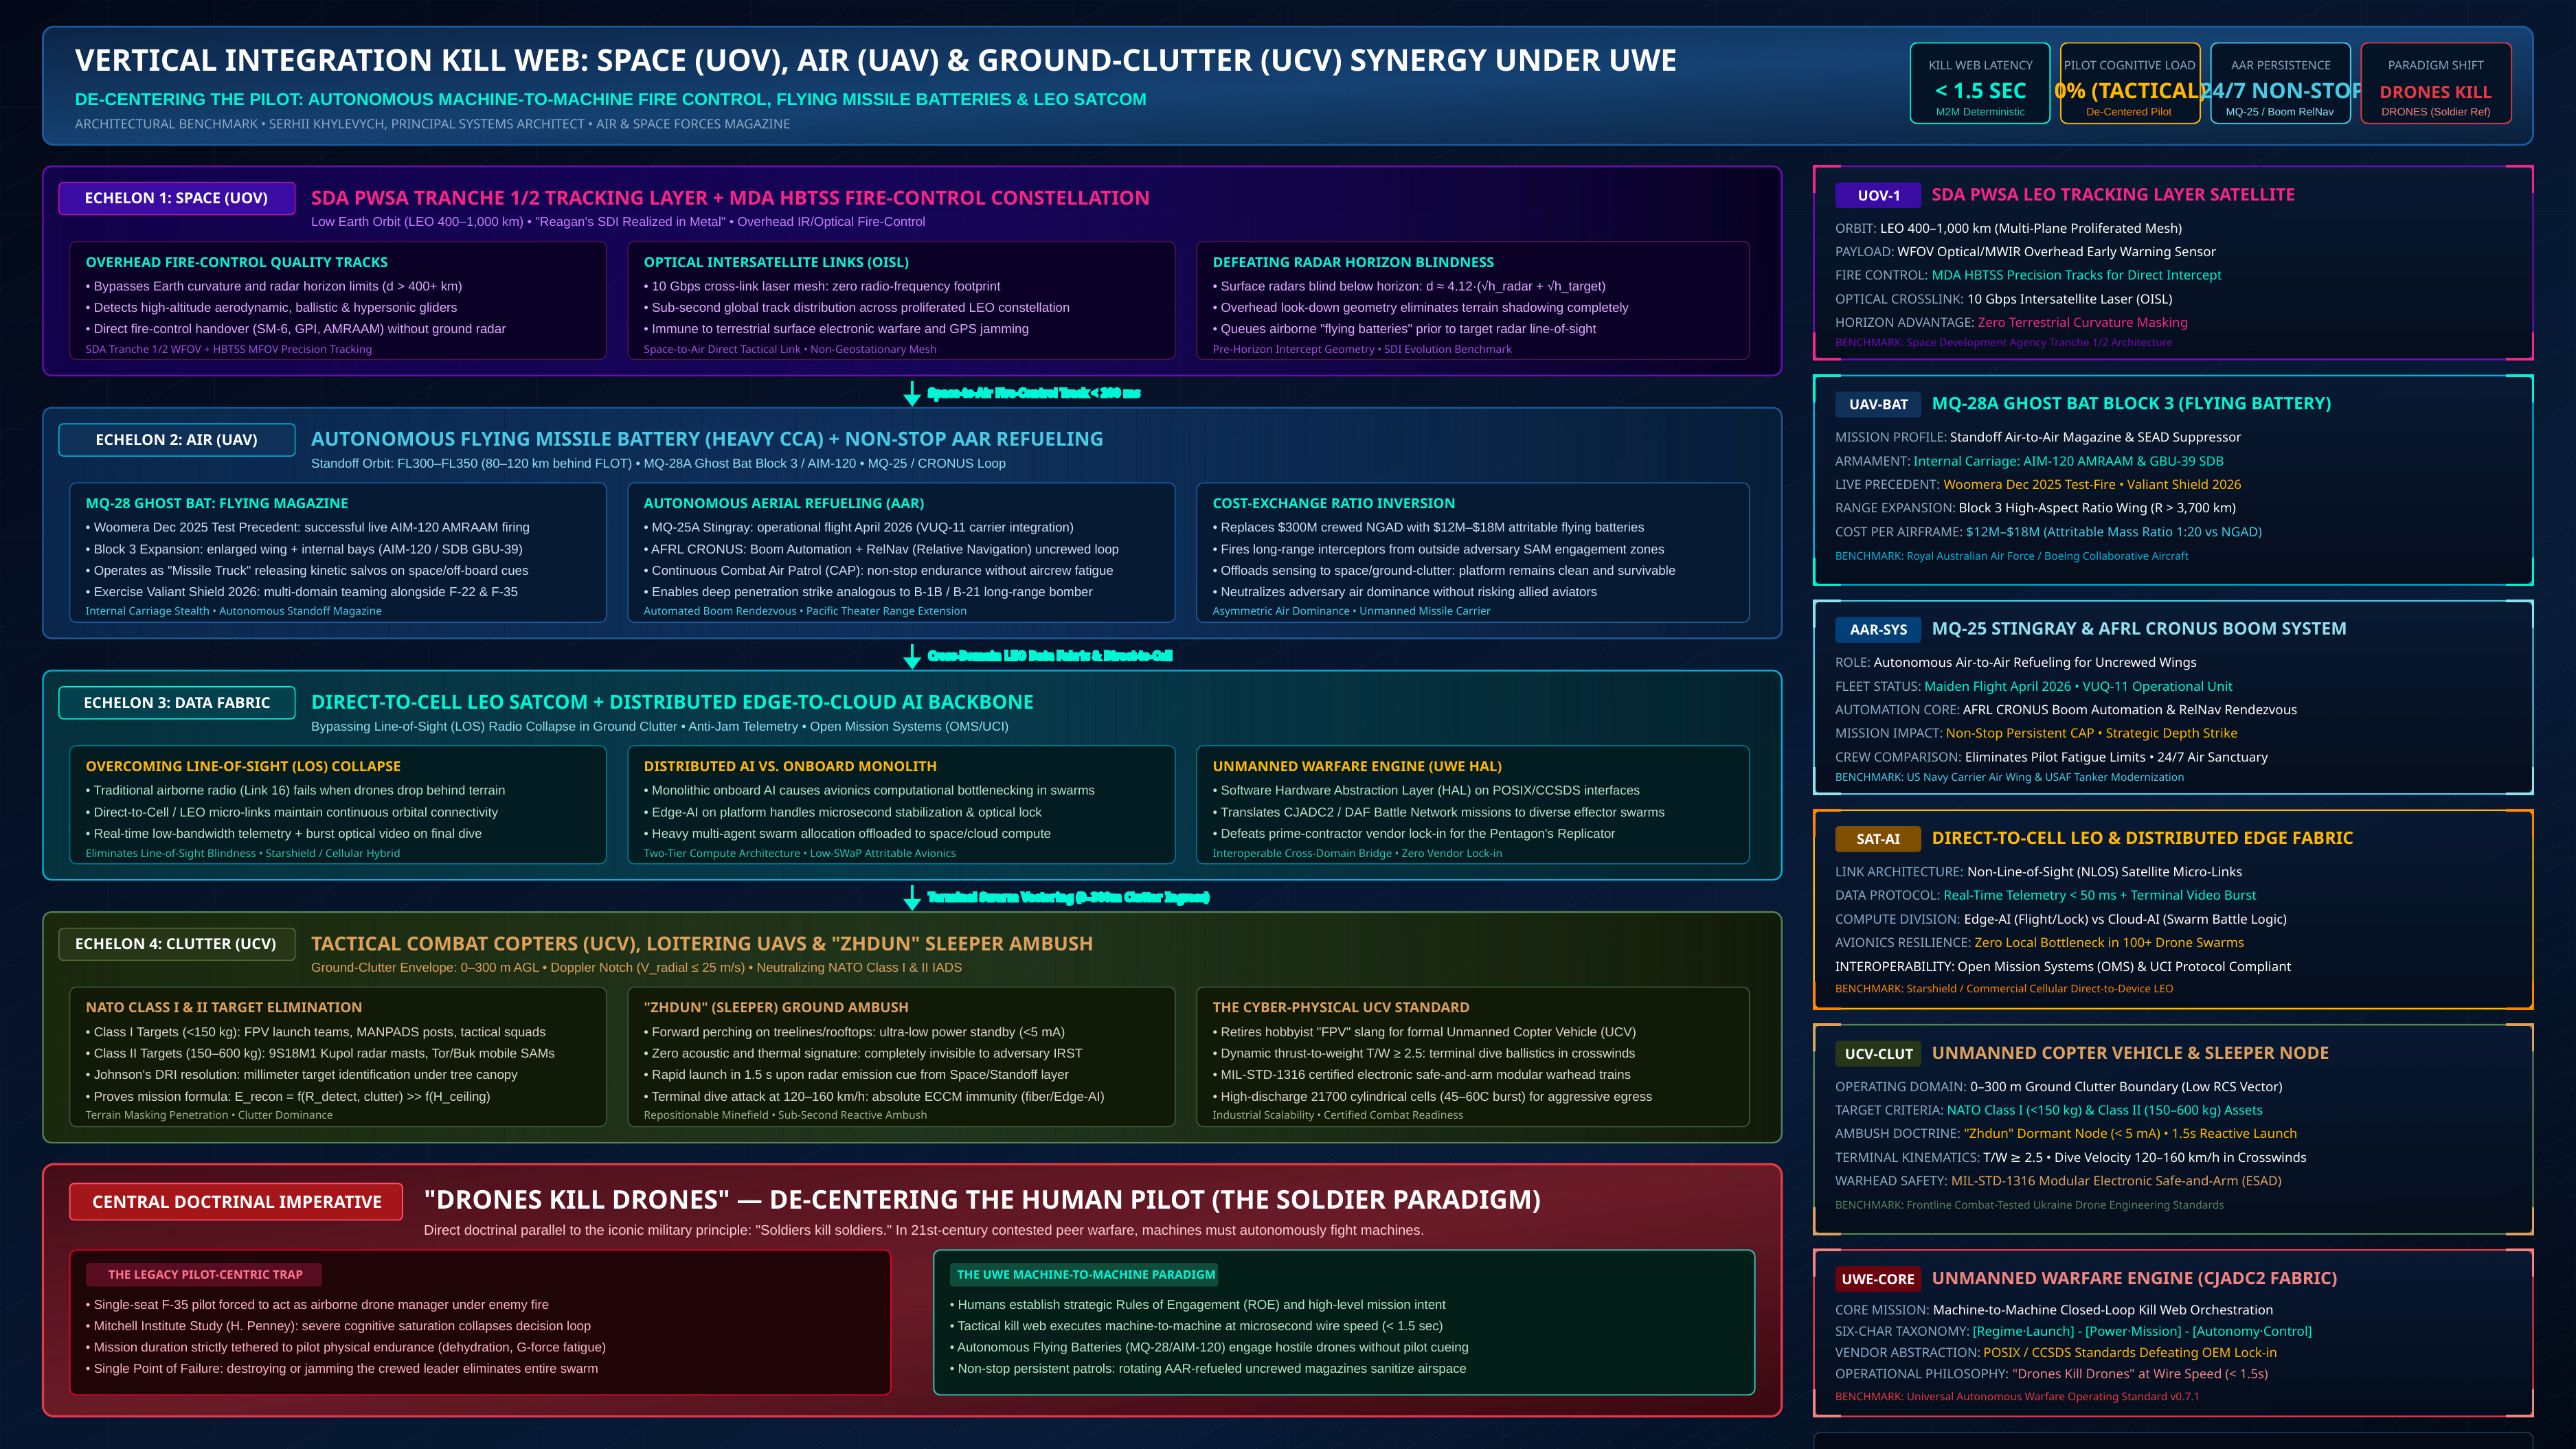 VERTICAL INTEGRATION KILL WEB: SPACE (UOV), AIR (UAV) & GROUND-CLUTTER (UCV) SYNERGY UNDER UWE
DE-CENTERING THE PILOT: AUTONOMOUS MACHINE-TO-MACHINE FIRE CONTROL, FLYING MISSILE BATTERIES & LEO SATCOM
ARCHITECTURAL BENCHMARK • SERHII KHYLEVYCH, PRINCIPAL SYSTEMS ARCHITECT • AIR & SPACE FORCES MAGAZINE
KILL WEB LATENCY
< 1.5 SEC
M2M Deterministic
PILOT COGNITIVE LOAD
0% (TACTICAL)
De-Centered Pilot
AAR PERSISTENCE
24/7 NON-STOP
MQ-25 / Boom RelNav
PARADIGM SHIFT
DRONES KILL
DRONES (Soldier Ref)
ECHELON 1: SPACE (UOV)
SDA PWSA TRANCHE 1/2 TRACKING LAYER + MDA HBTSS FIRE-CONTROL CONSTELLATION
Low Earth Orbit (LEO 400–1,000 km) • "Reagan's SDI Realized in Metal" • Overhead IR/Optical Fire-Control
OVERHEAD FIRE-CONTROL QUALITY TRACKS
• Bypasses Earth curvature and radar horizon limits (d > 400+ km)
• Detects high-altitude aerodynamic, ballistic & hypersonic gliders
• Direct fire-control handover (SM-6, GPI, AMRAAM) without ground radar
SDA Tranche 1/2 WFOV + HBTSS MFOV Precision Tracking
OPTICAL INTERSATELLITE LINKS (OISL)
• 10 Gbps cross-link laser mesh: zero radio-frequency footprint
• Sub-second global track distribution across proliferated LEO constellation
• Immune to terrestrial surface electronic warfare and GPS jamming
Space-to-Air Direct Tactical Link • Non-Geostationary Mesh
DEFEATING RADAR HORIZON BLINDNESS
• Surface radars blind below horizon: d ≈ 4.12·(√h_radar + √h_target)
• Overhead look-down geometry eliminates terrain shadowing completely
• Queues airborne "flying batteries" prior to target radar line-of-sight
Pre-Horizon Intercept Geometry • SDI Evolution Benchmark
Space-to-Air Fire-Control Track < 200 ms
ECHELON 2: AIR (UAV)
AUTONOMOUS FLYING MISSILE BATTERY (HEAVY CCA) + NON-STOP AAR REFUELING
Standoff Orbit: FL300–FL350 (80–120 km behind FLOT) • MQ-28A Ghost Bat Block 3 / AIM-120 • MQ-25 / CRONUS Loop
MQ-28 GHOST BAT: FLYING MAGAZINE
• Woomera Dec 2025 Test Precedent: successful live AIM-120 AMRAAM firing
• Block 3 Expansion: enlarged wing + internal bays (AIM-120 / SDB GBU-39)
• Operates as "Missile Truck" releasing kinetic salvos on space/off-board cues
• Exercise Valiant Shield 2026: multi-domain teaming alongside F-22 & F-35
Internal Carriage Stealth • Autonomous Standoff Magazine
AUTONOMOUS AERIAL REFUELING (AAR)
• MQ-25A Stingray: operational flight April 2026 (VUQ-11 carrier integration)
• AFRL CRONUS: Boom Automation + RelNav (Relative Navigation) uncrewed loop
• Continuous Combat Air Patrol (CAP): non-stop endurance without aircrew fatigue
• Enables deep penetration strike analogous to B-1B / B-21 long-range bomber
Automated Boom Rendezvous • Pacific Theater Range Extension
COST-EXCHANGE RATIO INVERSION
• Replaces $300M crewed NGAD with $12M–$18M attritable flying batteries
• Fires long-range interceptors from outside adversary SAM engagement zones
• Offloads sensing to space/ground-clutter: platform remains clean and survivable
• Neutralizes adversary air dominance without risking allied aviators
Asymmetric Air Dominance • Unmanned Missile Carrier
Cross-Domain LEO Data Fabric & Direct-to-Cell
ECHELON 3: DATA FABRIC
DIRECT-TO-CELL LEO SATCOM + DISTRIBUTED EDGE-TO-CLOUD AI BACKBONE
Bypassing Line-of-Sight (LOS) Radio Collapse in Ground Clutter • Anti-Jam Telemetry • Open Mission Systems (OMS/UCI)
OVERCOMING LINE-OF-SIGHT (LOS) COLLAPSE
• Traditional airborne radio (Link 16) fails when drones drop behind terrain
• Direct-to-Cell / LEO micro-links maintain continuous orbital connectivity
• Real-time low-bandwidth telemetry + burst optical video on final dive
Eliminates Line-of-Sight Blindness • Starshield / Cellular Hybrid
DISTRIBUTED AI VS. ONBOARD MONOLITH
• Monolithic onboard AI causes avionics computational bottlenecking in swarms
• Edge-AI on platform handles microsecond stabilization & optical lock
• Heavy multi-agent swarm allocation offloaded to space/cloud compute
Two-Tier Compute Architecture • Low-SWaP Attritable Avionics
UNMANNED WARFARE ENGINE (UWE HAL)
• Software Hardware Abstraction Layer (HAL) on POSIX/CCSDS interfaces
• Translates CJADC2 / DAF Battle Network missions to diverse effector swarms
• Defeats prime-contractor vendor lock-in for the Pentagon's Replicator
Interoperable Cross-Domain Bridge • Zero Vendor Lock-in
Terminal Swarm Vectoring (0–300m Clutter Ingress)
ECHELON 4: CLUTTER (UCV)
TACTICAL COMBAT COPTERS (UCV), LOITERING UAVS & "ZHDUN" SLEEPER AMBUSH
Ground-Clutter Envelope: 0–300 m AGL • Doppler Notch (V_radial ≤ 25 m/s) • Neutralizing NATO Class I & II IADS
NATO CLASS I & II TARGET ELIMINATION
• Class I Targets (<150 kg): FPV launch teams, MANPADS posts, tactical squads
• Class II Targets (150–600 kg): 9S18M1 Kupol radar masts, Tor/Buk mobile SAMs
• Johnson's DRI resolution: millimeter target identification under tree canopy
• Proves mission formula: E_recon = f(R_detect, clutter) >> f(H_ceiling)
Terrain Masking Penetration • Clutter Dominance
"ZHDUN" (SLEEPER) GROUND AMBUSH
• Forward perching on treelines/rooftops: ultra-low power standby (<5 mA)
• Zero acoustic and thermal signature: completely invisible to adversary IRST
• Rapid launch in 1.5 s upon radar emission cue from Space/Standoff layer
• Terminal dive attack at 120–160 km/h: absolute ECCM immunity (fiber/Edge-AI)
Repositionable Minefield • Sub-Second Reactive Ambush
THE CYBER-PHYSICAL UCV STANDARD
• Retires hobbyist "FPV" slang for formal Unmanned Copter Vehicle (UCV)
• Dynamic thrust-to-weight T/W ≥ 2.5: terminal dive ballistics in crosswinds
• MIL-STD-1316 certified electronic safe-and-arm modular warhead trains
• High-discharge 21700 cylindrical cells (45–60C burst) for aggressive egress
Industrial Scalability • Certified Combat Readiness
CENTRAL DOCTRINAL IMPERATIVE
"DRONES KILL DRONES" — DE-CENTERING THE HUMAN PILOT (THE SOLDIER PARADIGM)
Direct doctrinal parallel to the iconic military principle: "Soldiers kill soldiers." In 21st-century contested peer warfare, machines must autonomously fight machines.
THE LEGACY PILOT-CENTRIC TRAP
• Single-seat F-35 pilot forced to act as airborne drone manager under enemy fire
• Mitchell Institute Study (H. Penney): severe cognitive saturation collapses decision loop
• Mission duration strictly tethered to pilot physical endurance (dehydration, G-force fatigue)
• Single Point of Failure: destroying or jamming the crewed leader eliminates entire swarm
THE UWE MACHINE-TO-MACHINE PARADIGM
• Humans establish strategic Rules of Engagement (ROE) and high-level mission intent
• Tactical kill web executes machine-to-machine at microsecond wire speed (< 1.5 sec)
• Autonomous Flying Batteries (MQ-28/AIM-120) engage hostile drones without pilot cueing
• Non-stop persistent patrols: rotating AAR-refueled uncrewed magazines sanitize airspace
UOV-1
SDA PWSA LEO TRACKING LAYER SATELLITE
ORBIT: LEO 400–1,000 km (Multi-Plane Proliferated Mesh)
PAYLOAD: WFOV Optical/MWIR Overhead Early Warning Sensor
FIRE CONTROL: MDA HBTSS Precision Tracks for Direct Intercept
OPTICAL CROSSLINK: 10 Gbps Intersatellite Laser (OISL)
HORIZON ADVANTAGE: Zero Terrestrial Curvature Masking
BENCHMARK: Space Development Agency Tranche 1/2 Architecture
UAV-BAT
MQ-28A GHOST BAT BLOCK 3 (FLYING BATTERY)
MISSION PROFILE: Standoff Air-to-Air Magazine & SEAD Suppressor
ARMAMENT: Internal Carriage: AIM-120 AMRAAM & GBU-39 SDB
LIVE PRECEDENT: Woomera Dec 2025 Test-Fire • Valiant Shield 2026
RANGE EXPANSION: Block 3 High-Aspect Ratio Wing (R > 3,700 km)
COST PER AIRFRAME: $12M–$18M (Attritable Mass Ratio 1:20 vs NGAD)
BENCHMARK: Royal Australian Air Force / Boeing Collaborative Aircraft
AAR-SYS
MQ-25 STINGRAY & AFRL CRONUS BOOM SYSTEM
ROLE: Autonomous Air-to-Air Refueling for Uncrewed Wings
FLEET STATUS: Maiden Flight April 2026 • VUQ-11 Operational Unit
AUTOMATION CORE: AFRL CRONUS Boom Automation & RelNav Rendezvous
MISSION IMPACT: Non-Stop Persistent CAP • Strategic Depth Strike
CREW COMPARISON: Eliminates Pilot Fatigue Limits • 24/7 Air Sanctuary
BENCHMARK: US Navy Carrier Air Wing & USAF Tanker Modernization
SAT-AI
DIRECT-TO-CELL LEO & DISTRIBUTED EDGE FABRIC
LINK ARCHITECTURE: Non-Line-of-Sight (NLOS) Satellite Micro-Links
DATA PROTOCOL: Real-Time Telemetry < 50 ms + Terminal Video Burst
COMPUTE DIVISION: Edge-AI (Flight/Lock) vs Cloud-AI (Swarm Battle Logic)
AVIONICS RESILIENCE: Zero Local Bottleneck in 100+ Drone Swarms
INTEROPERABILITY: Open Mission Systems (OMS) & UCI Protocol Compliant
BENCHMARK: Starshield / Commercial Cellular Direct-to-Device LEO
UCV-CLUT
UNMANNED COPTER VEHICLE & SLEEPER NODE
OPERATING DOMAIN: 0–300 m Ground Clutter Boundary (Low RCS Vector)
TARGET CRITERIA: NATO Class I (<150 kg) & Class II (150–600 kg) Assets
AMBUSH DOCTRINE: "Zhdun" Dormant Node (< 5 mA) • 1.5s Reactive Launch
TERMINAL KINEMATICS: T/W ≥ 2.5 • Dive Velocity 120–160 km/h in Crosswinds
WARHEAD SAFETY: MIL-STD-1316 Modular Electronic Safe-and-Arm (ESAD)
BENCHMARK: Frontline Combat-Tested Ukraine Drone Engineering Standards
UWE-CORE
UNMANNED WARFARE ENGINE (CJADC2 FABRIC)
CORE MISSION: Machine-to-Machine Closed-Loop Kill Web Orchestration
SIX-CHAR TAXONOMY: [Regime·Launch] - [Power·Mission] - [Autonomy·Control]
VENDOR ABSTRACTION: POSIX / CCSDS Standards Defeating OEM Lock-in
OPERATIONAL PHILOSOPHY: "Drones Kill Drones" at Wire Speed (< 1.5s)
BENCHMARK: Universal Autonomous Warfare Operating Standard v0.7.1